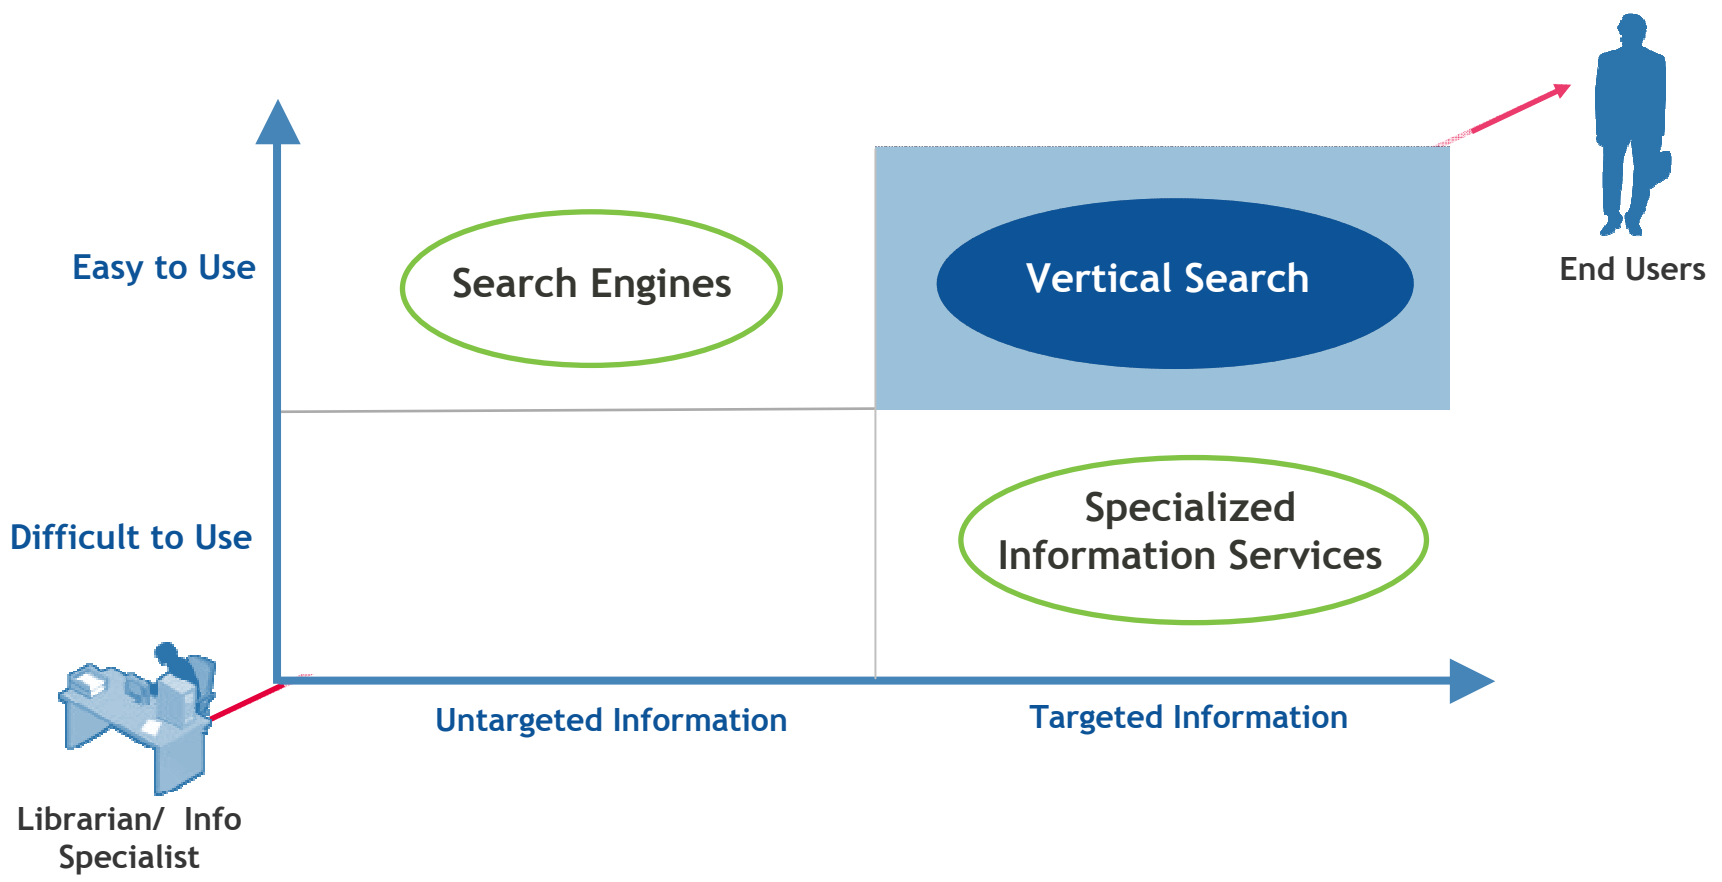 Easy to Use
Search Engines
Vertical Search
End Users
Difficult to Use
Specialized
Information Services
Untargeted Information
Targeted Information
Librarian/  Info
Specialist